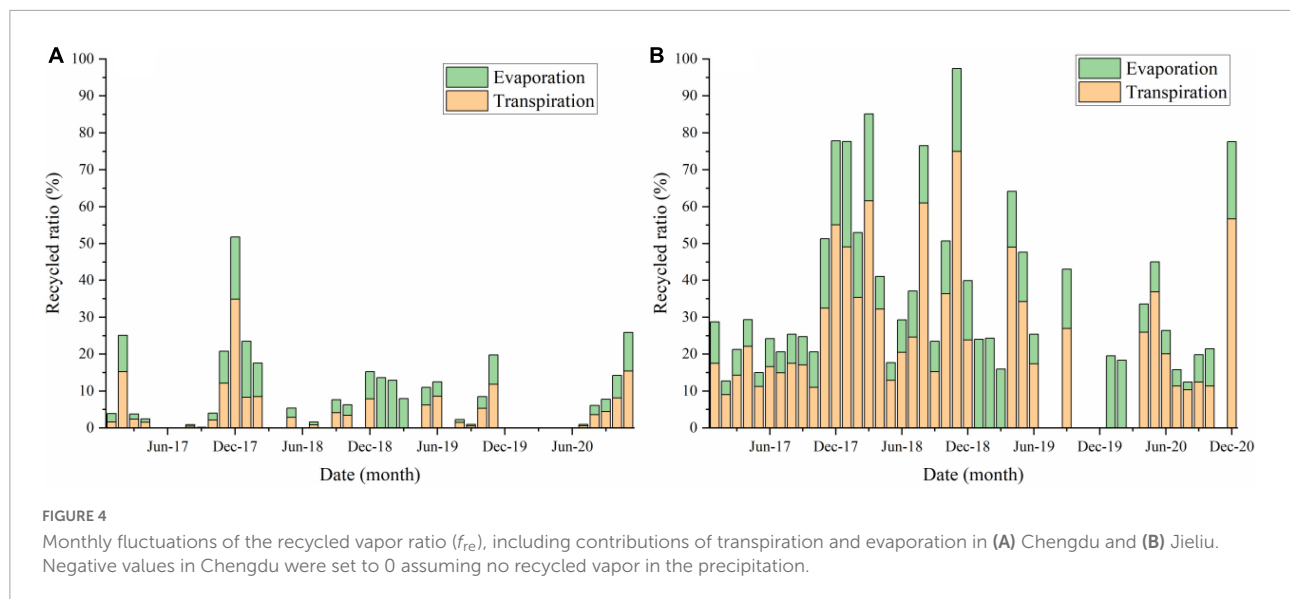 A
B
Evaporation
Transpiration
Evaporation
Transpiration
Recycled ratio (%)
100
90
80
70
60
50
40
30
20
10
0
Jun-17 Dec-17 Jun-18 Dec-18 Jun-19 Dec-19 Jun-20
Date (month)
Recycled ratio (%)
100
90
80
70
60
50
40
30
20
10
0
Jun-17 Dec-17 Jun-18 Dec-18 Jun-19 Dec-19 Jun-20 Dec-20
Date (month)
FIGURE 4
Monthly fluctuations of the recycled vapor ratio (fre), including contributions of transpiration and evaporation in (A) Chengdu and (B) Jieliu.
Negative values in Chengdu were set to 0 assuming no recycled vapor in the precipitation.